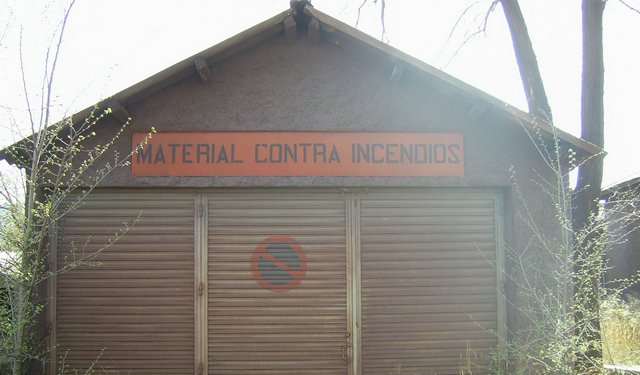 MATERIAL CONTRA INCENDIOS